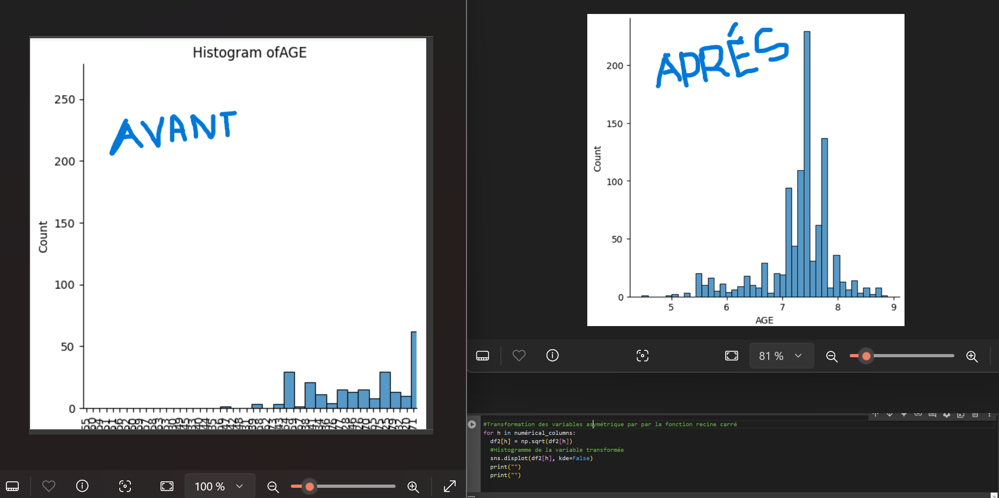 Histogram ofAGE
AVANT
Count
250
200
150
100
50
0
100 %
APRÉS
Count
200
150
100
50
0
5 6 7 8 9
AGE
81 %
#Transformation des variables asymétrique par par la fonction recine carré
for h in numérical_columns:
df2[h] = np.sqrt(df2[h])
#Histogramme de la variable transformée
sns.displot(df2[h], kde=False)
print("")
print("")